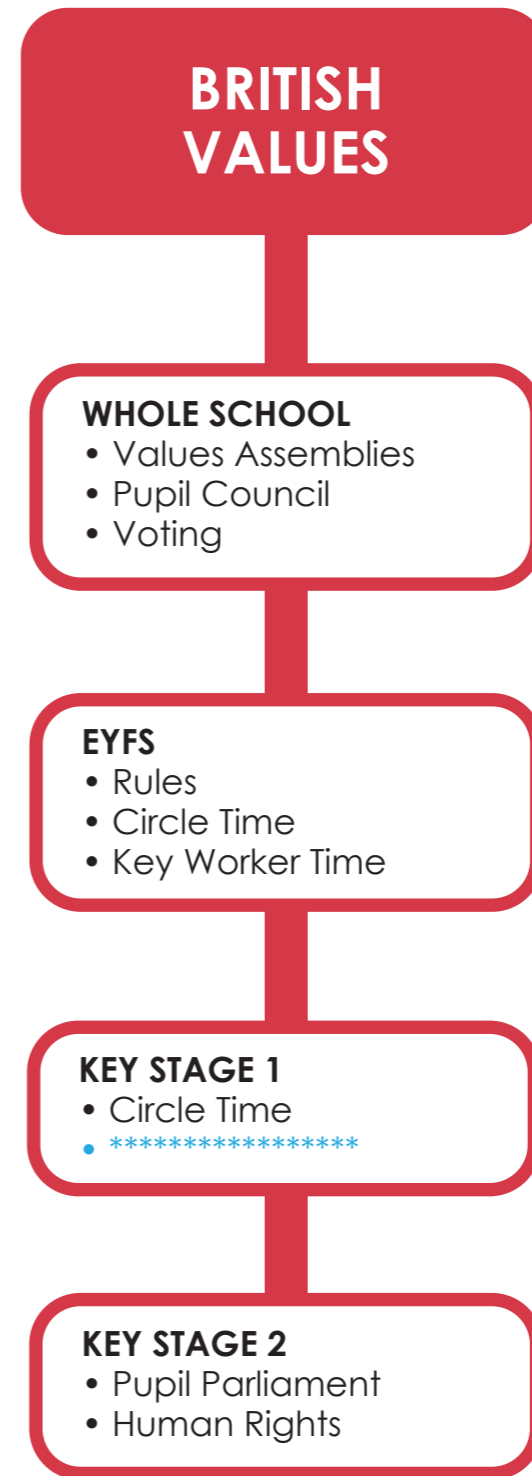 BRITISH
VALUES
WHOLE SCHOOL
• Values Assemblies
• Pupil Council
• Voting
EYFS
• Rules
• Circle Time
• Key Worker Time
KEY STAGE 1
• Circle Time
• *****************
KEY STAGE 2
• Pupil Parliament
• Human Rights